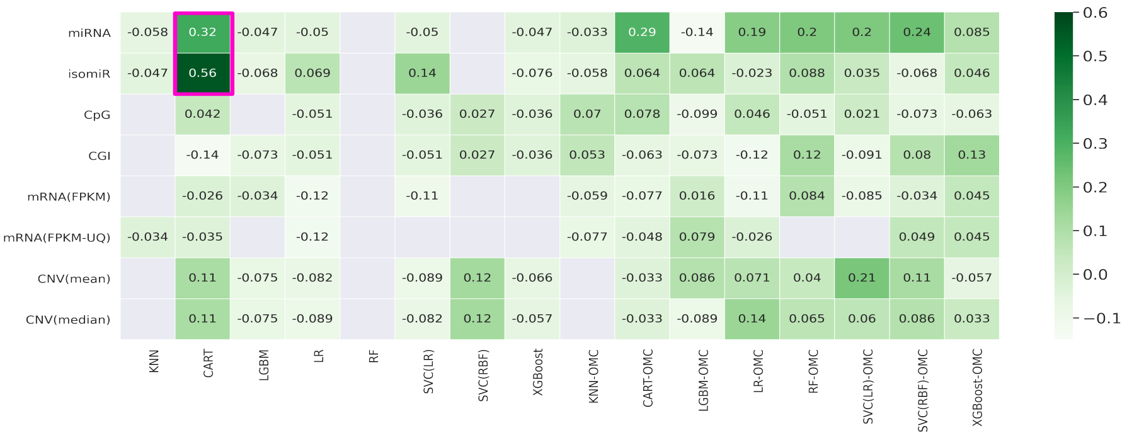 miRNA -0.058 0.32 -0.047 -0.05 -0.05 -0.047 -0.033 0.29 -0.14 0.19 0.2 0.2 0.24 0.085
isomiR -0.047 0.56 -0.068 0.069 0.14 -0.076 -0.058 0.064 0.064 -0.023 0.088 0.035 -0.068 0.046
CpG 0.042 -0.051 -0.036 0.027 -0.036 0.07 0.078 -0.099 0.046 -0.051 0.021 -0.073 -0.063
CGI -0.14 -0.073 -0.051 -0.051 0.027 -0.036 0.053 -0.063 -0.073 -0.12 0.12 -0.091 0.08 0.13
mRNA(FPKM) -0.026 -0.034 -0.12 -0.11 -0.059 -0.077 0.016 -0.11 0.084 -0.085 -0.034 0.045
mRNA(FPKM-UQ) -0.034 -0.035 -0.12 -0.077 -0.048 0.079 -0.026 0.049 0.045
CNV(mean) 0.11 -0.075 -0.082 -0.089 0.12 -0.066 -0.033 0.086 0.071 0.04 0.21 0.11 -0.057
CNV(median) 0.11 -0.075 -0.089 -0.082 0.12 -0.057 -0.033 -0.089 0.14 0.065 0.06 0.086 0.033
KNN
CART
LGBM
LR
RF
SVC(LR)
SVC(RBF)
XGBoost
KNN-OMC
CART-OMC
LGBM-OMC
LR-OMC
RF-OMC
SVC(LR)-OMC
SVC(RBF)-OMC
XGBoost-OMC
0.6
0.5
0.4
0.3
0.2
0.1
0.0
−0.1